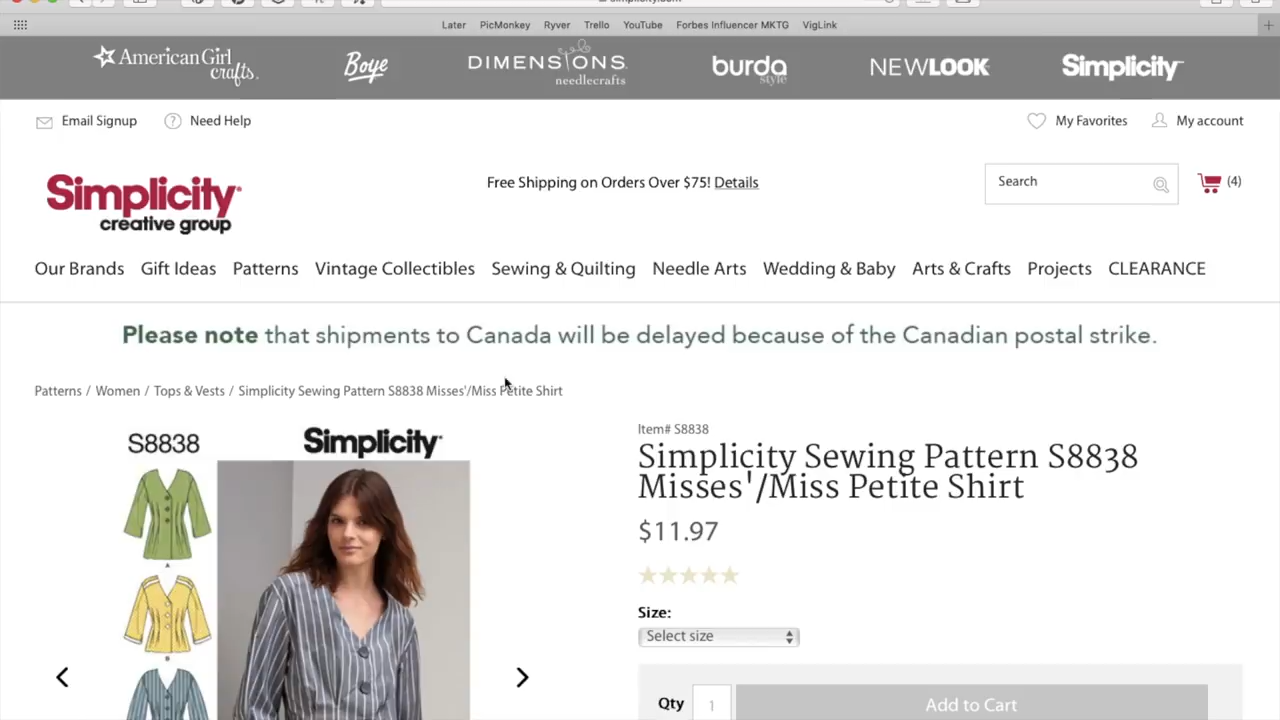 simplicity.com
Later PicMonkey Ryver Trello YouTube Forbes Influencer MKTG VigLink
American Girl crafts Boye DIMENSIONS needlecrafts burda style NEW LOOK Simplicity
Email Signup Need Help My Favorites My account
Simplicity creative group
Free Shipping on Orders Over $75! Details
Search (4)
Our Brands Gift Ideas Patterns Vintage Collectibles Sewing & Quilting Needle Arts Wedding & Baby Arts & Crafts Projects CLEARANCE
Please note that shipments to Canada will be delayed because of the Canadian postal strike.
Patterns / Women / Tops & Vests / Simplicity Sewing Pattern S8838 Misses'/Miss Petite Shirt
S8838 Simplicity
A
B
Item# S8838
Simplicity Sewing Pattern S8838
Misses'/Miss Petite Shirt
$11.97
Size:
Select size
Qty 1 Add to Cart